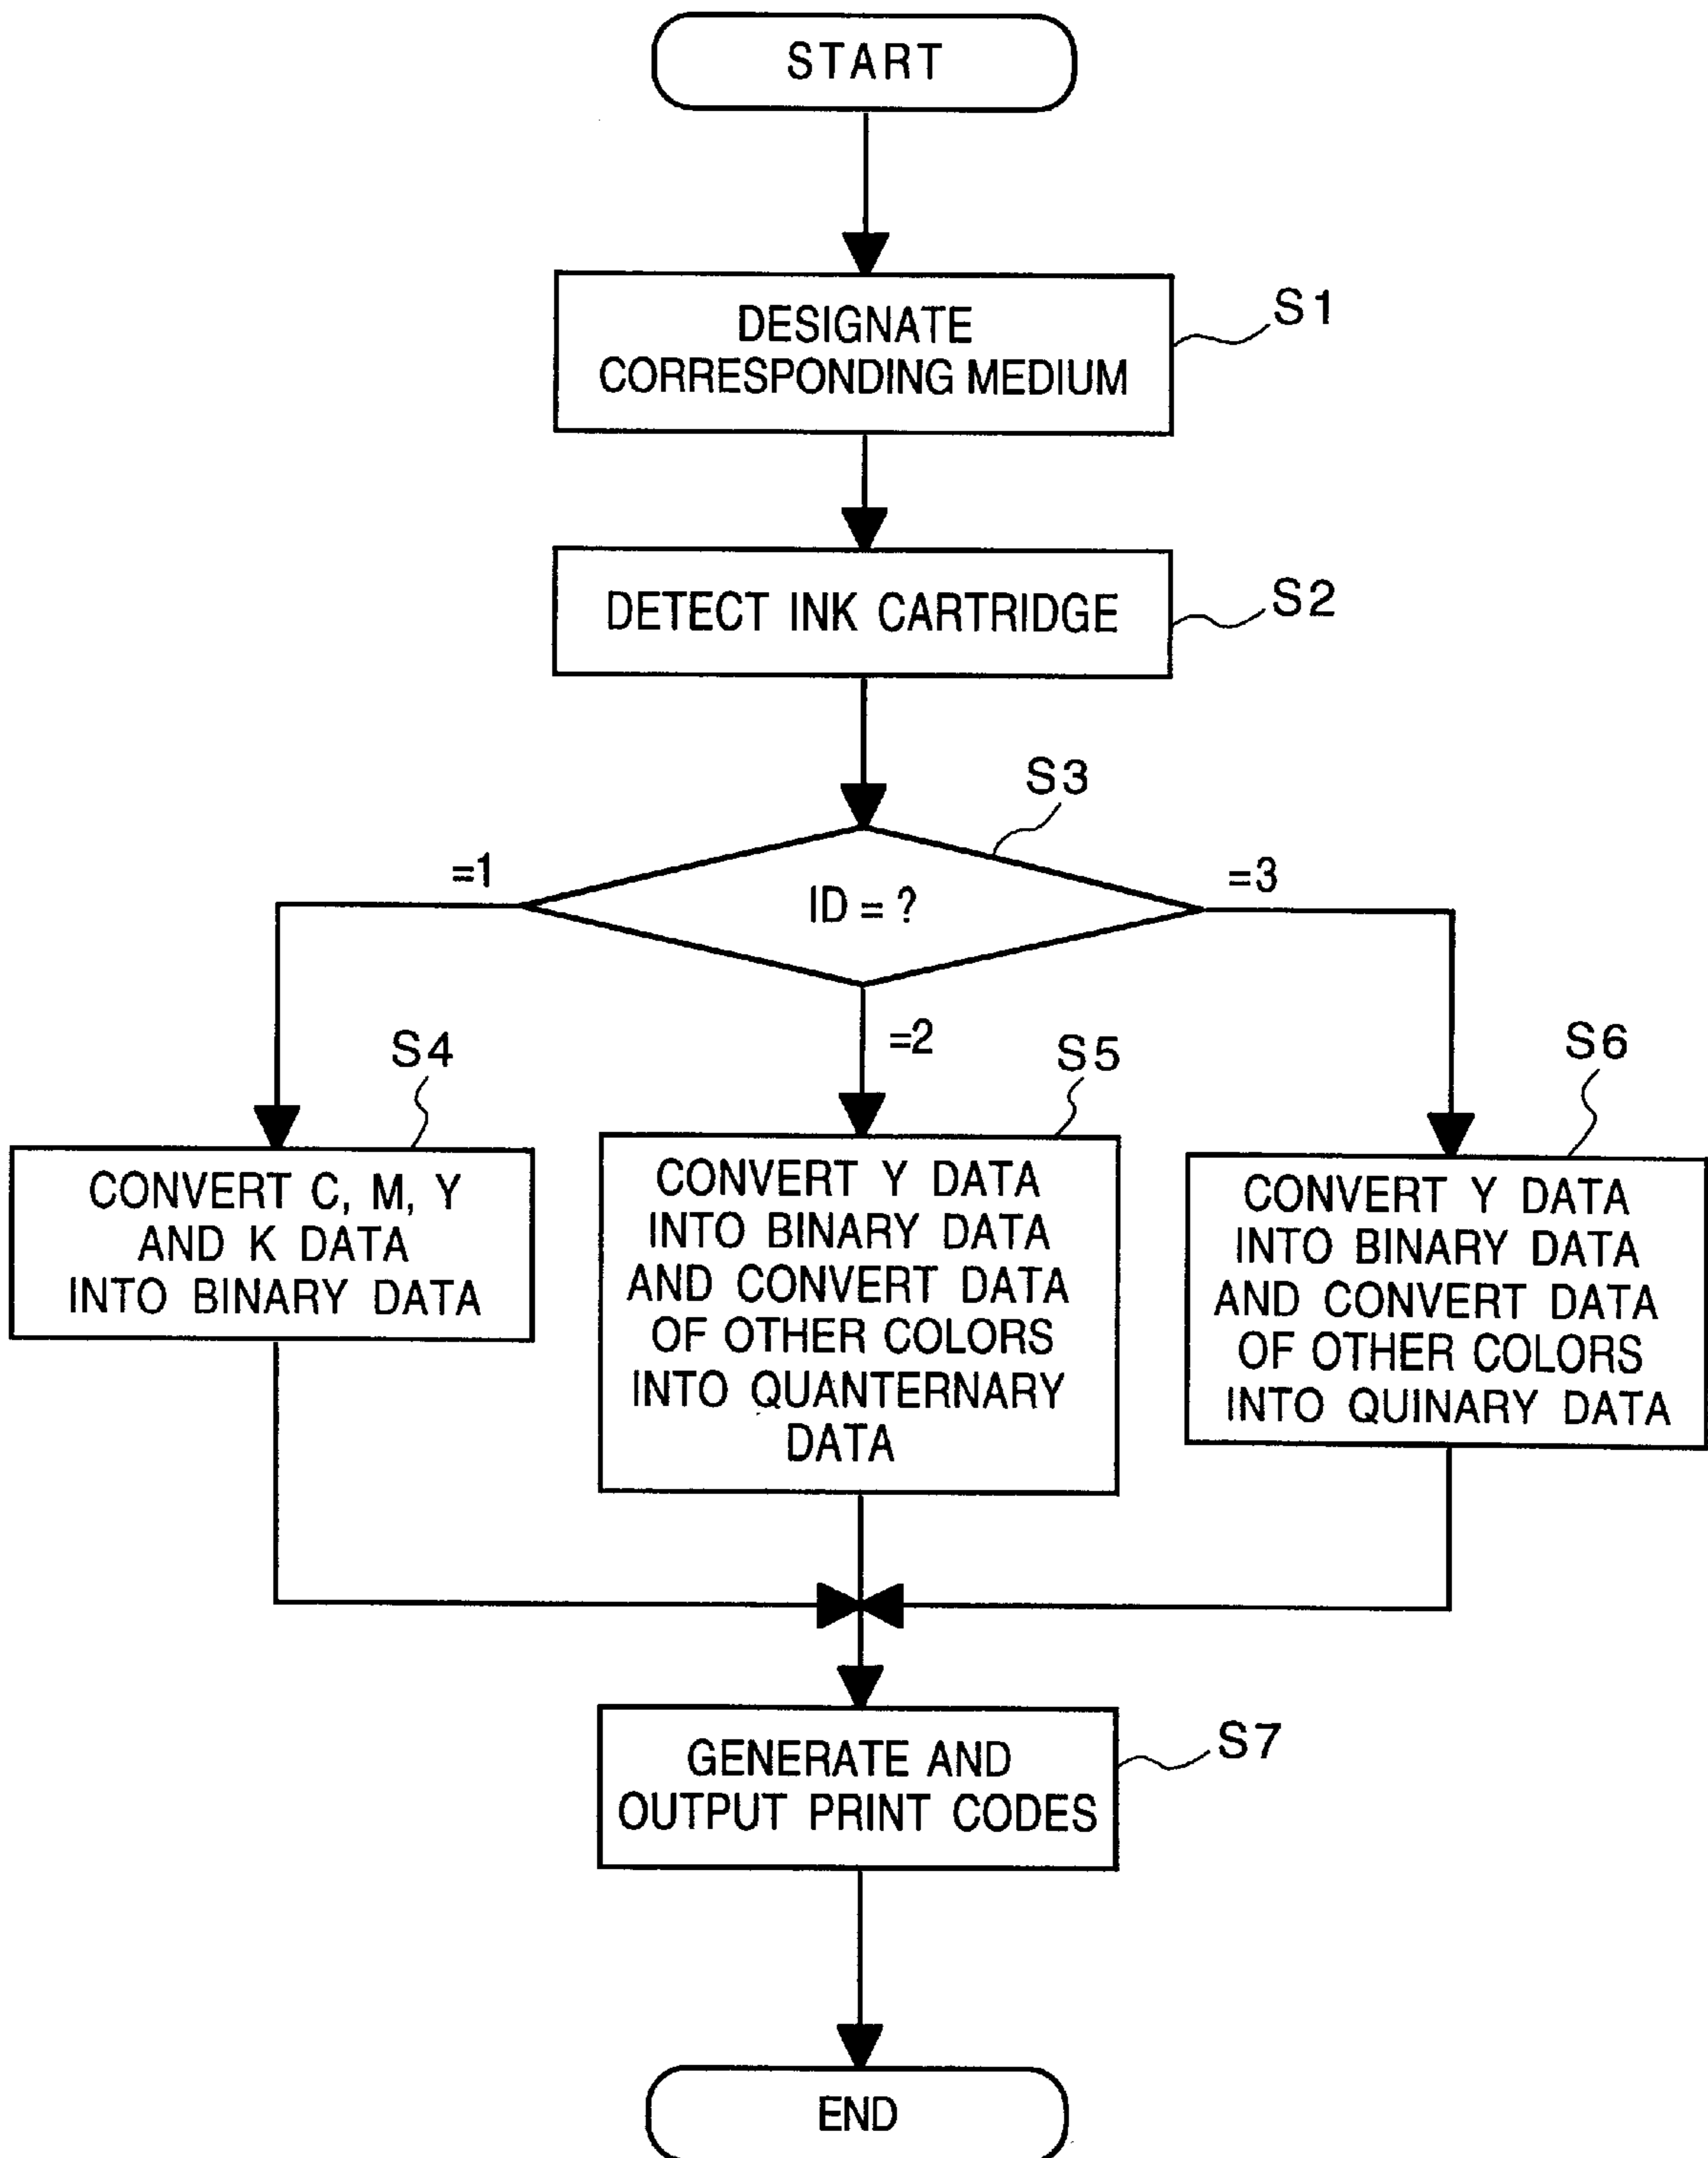 START
DESIGNATE
CORRESPONDING MEDIUM
S1
DETECT INK CARTRIDGE
S2
S3
=1
ID = ?
=3
=2
S4
CONVERT C, M, Y
AND K DATA
INTO BINARY DATA
S5
CONVERT Y DATA
INTO BINARY DATA
AND CONVERT DATA
OF OTHER COLORS
INTO QUANTERNARY
DATA
S6
CONVERT Y DATA
INTO BINARY DATA
AND CONVERT DATA
OF OTHER COLORS
INTO QUINARY DATA
GENERATE AND
OUTPUT PRINT CODES
S7
END